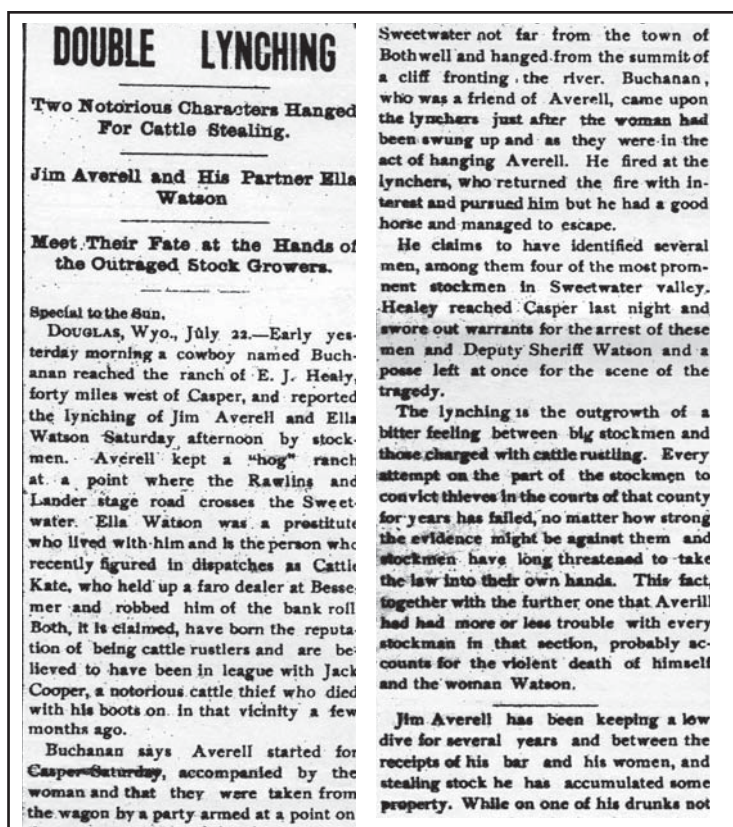 DOUBLE LYNCHING
Two Notorious Characters Hanged
For Cattle Stealing.
Jim Averell and His Partner Ella
Watson
Meet Their Fate at the Hands of
the Outraged Stock Growers.
Special to the Sun.
DOUGLAS, Wyo., July 22.—Early yes-
terday morning a cowboy named Buch-
anan reached the ranch of E. J. Healy,
forty miles west of Casper, and reported
the lynching of Jim Averell and Ella
Watson Saturday afternoon by stock-
men. Averell kept a "hog" ranch
at a point where the Rawlins and
Lander stage road crosses the Sweet-
water. Ella Watson was a prostitute
who lived with him and is the person who
recently figured in dispatches as Cattle
Kate, who held up a faro dealer at Besse
mer and robbed him of the bank roll
Both, it is claimed, have born the reputa-
tion of being cattle rustlers and are be-
lieved to have been in league with Jack
Cooper, a notorious cattle thief who died
with his boots on in that vicinity a few
months ago.
Buchanan says Averell started for
Casper Saturday, accompanied by the
woman and that they were taken from
the wagon by a party armed at a point on
Sweetwater not far from the town of
Bothwell and hanged from the summit of
a cliff fronting the river. Buchanan,
who was a friend of Averell, came upon
the lynchers just after the woman had
been swung up and as they were in the
act of hanging Averell. He fired at the
lynchers, who returned the fire with in-
terest and pursued him but he had a good
horse and managed to escape.
He claims to have identified several
men, among them four of the most prom-
nent stockmen in Sweetwater valley.
Healey reached Casper last night and
swore out warrants for the arrest of these
men and Deputy Sheriff Watson and a
posse left at once for the scene of the
tragedy.
The lynching is the outgrowth of a
bitter feeling between big stockmen and
those charged with cattle rustling. Every
attempt on the part of the stockmen to
convict thieves in the courts of that county
for years has failed, no matter how strong
the evidence might be against them and
stockmen have long threatened to take
the law into their own hands. This fact,
together with the further one that Averill
had had more or less trouble with every
stockman in that section, probably ac-
counts for the violent death of himself
and the woman Watson.
Jim Averell has been keeping a low
dive for several years and between the
receipts of his bar and his women, and
stealing stock he has accumulated some
property. While on one of his drunks not